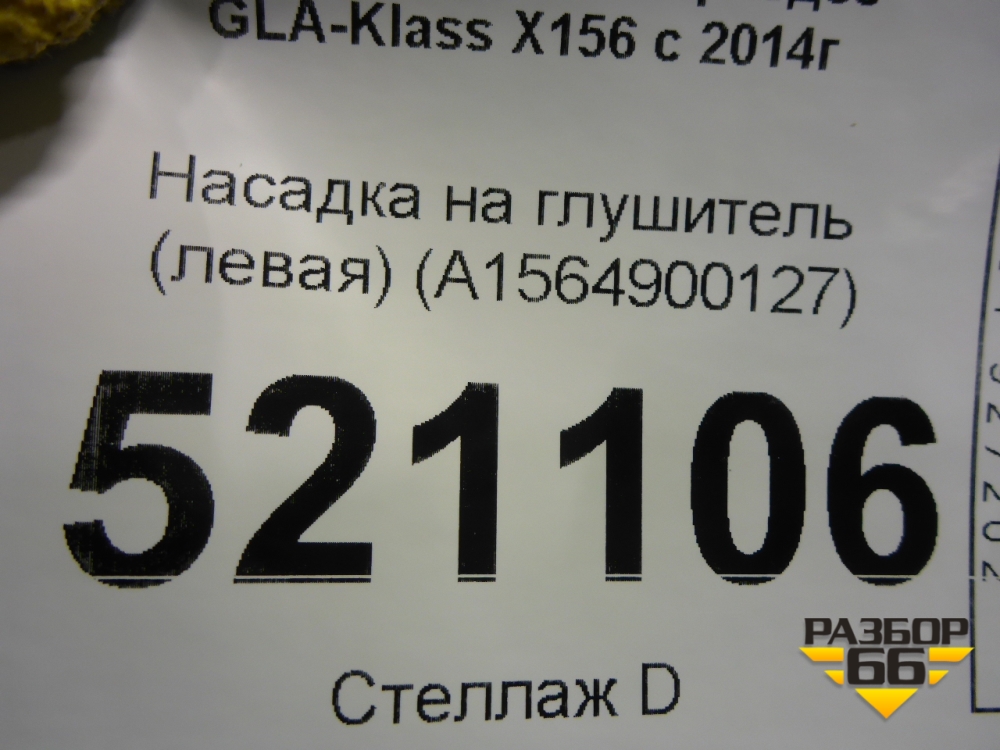 GLA-Klass X156 с 2014г
Насадка на глушитель
(левая) (A1564900127)
521106
Стеллаж D
РАЗБОР
66